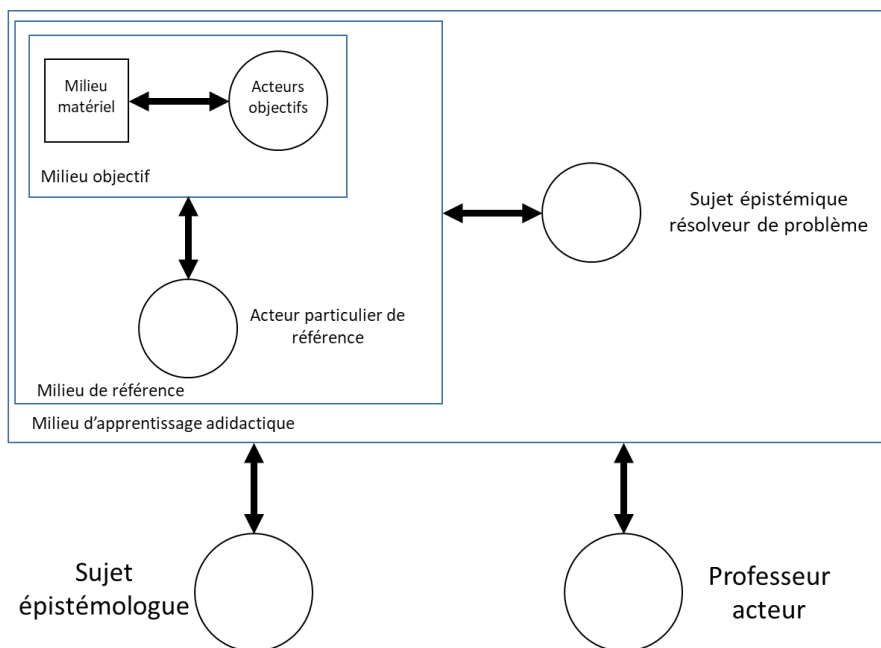 Milieu
matériel
Acteurs
objectifs
Milieu objectif
Sujet épistémique
résolveur de problème
Acteur particulier de
référence
Milieu de référence
Milieu d'apprentissage adidactique
Sujet
épistémologue
Professeur
acteur